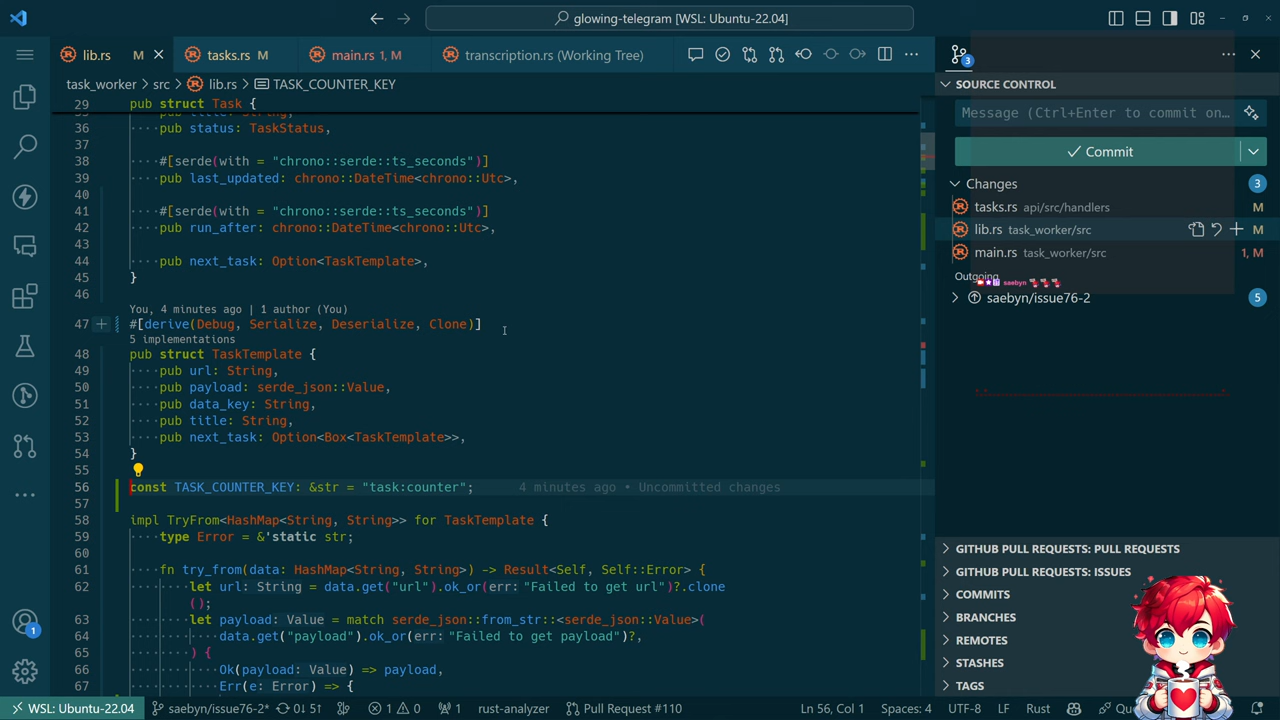 glowing-telegram [WSL: Ubuntu-22.04]
lib.rs M
tasks.rs M
main.rs 1, M
transcription.rs (Working Tree)
task_worker > src > lib.rs > TASK_COUNTER_KEY
29 pub struct Task {
36 ····pub status: TaskStatus,
37
38 ····#[serde(with = "chrono::serde::ts_seconds")]
39 ····pub last_updated: chrono::DateTime<chrono::Utc>,
40
41 ····#[serde(with = "chrono::serde::ts_seconds")]
42 ····pub run_after: chrono::DateTime<chrono::Utc>,
43
44 ····pub next_task: Option<TaskTemplate>,
45 }
46
You, 4 minutes ago | 1 author (You)
47 #[derive(Debug, Serialize, Deserialize, Clone)]
5 implementations
48 pub struct TaskTemplate {
49 ····pub url: String,
50 ····pub payload: serde_json::Value,
51 ····pub data_key: String,
52 ····pub title: String,
53 ····pub next_task: Option<Box<TaskTemplate>>,
54 }
55
56 const TASK_COUNTER_KEY: &str = "task:counter"; 4 minutes ago • Uncommitted changes
57
58 impl TryFrom<HashMap<String, String>> for TaskTemplate {
59 ····type Error = &'static str;
60
61 ····fn try_from(data: HashMap<String, String>) -> Result<Self, Self::Error> {
62 ········let url: String = data.get("url").ok_or(err: "Failed to get url")?.clone
();
63 ········let payload: Value = match serde_json::from_str::<serde_json::Value>(
64 ············data.get("payload").ok_or(err: "Failed to get payload")?,
65 ········) {
66 ············Ok(payload: Value) => payload,
67 ············Err(e: Error) => {
3
SOURCE CONTROL
Message (Ctrl+Enter to commit on...
Commit
Changes 3
tasks.rs api/src/handlers M
lib.rs task_worker/src M
main.rs task_worker/src 1, M
Outgoing
saebyn
saebyn/issue76-2 5
GITHUB PULL REQUESTS: PULL REQUESTS
GITHUB PULL REQUESTS: ISSUES
COMMITS
BRANCHES
REMOTES
STASHES
TAGS
1
WSL: Ubuntu-22.04
saebyn/issue76-2*
0↓ 5↑
1
0
1
rust-analyzer
Pull Request #110
Ln 56, Col 1
Spaces: 4
UTF-8
LF
Rust